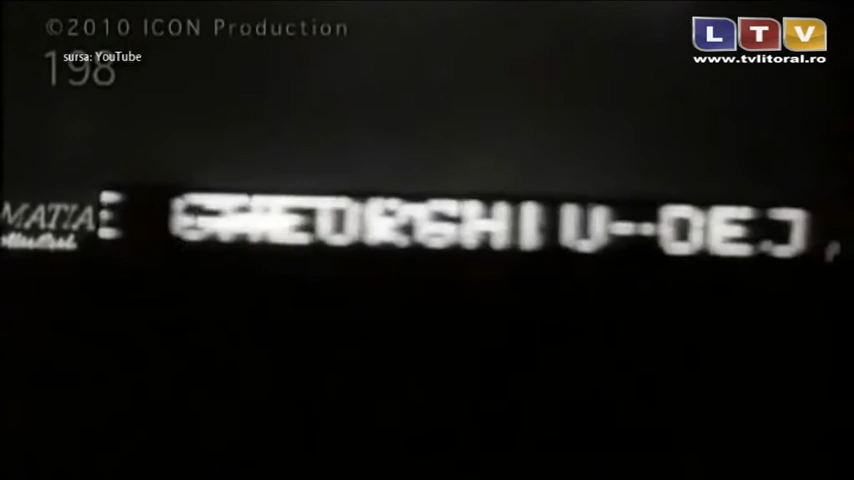 ©2010 ICON Production
sursa: YouTube
198
LTV
www.tvlitoral.ro
MATIA
GHEORGHIU-DEJ,